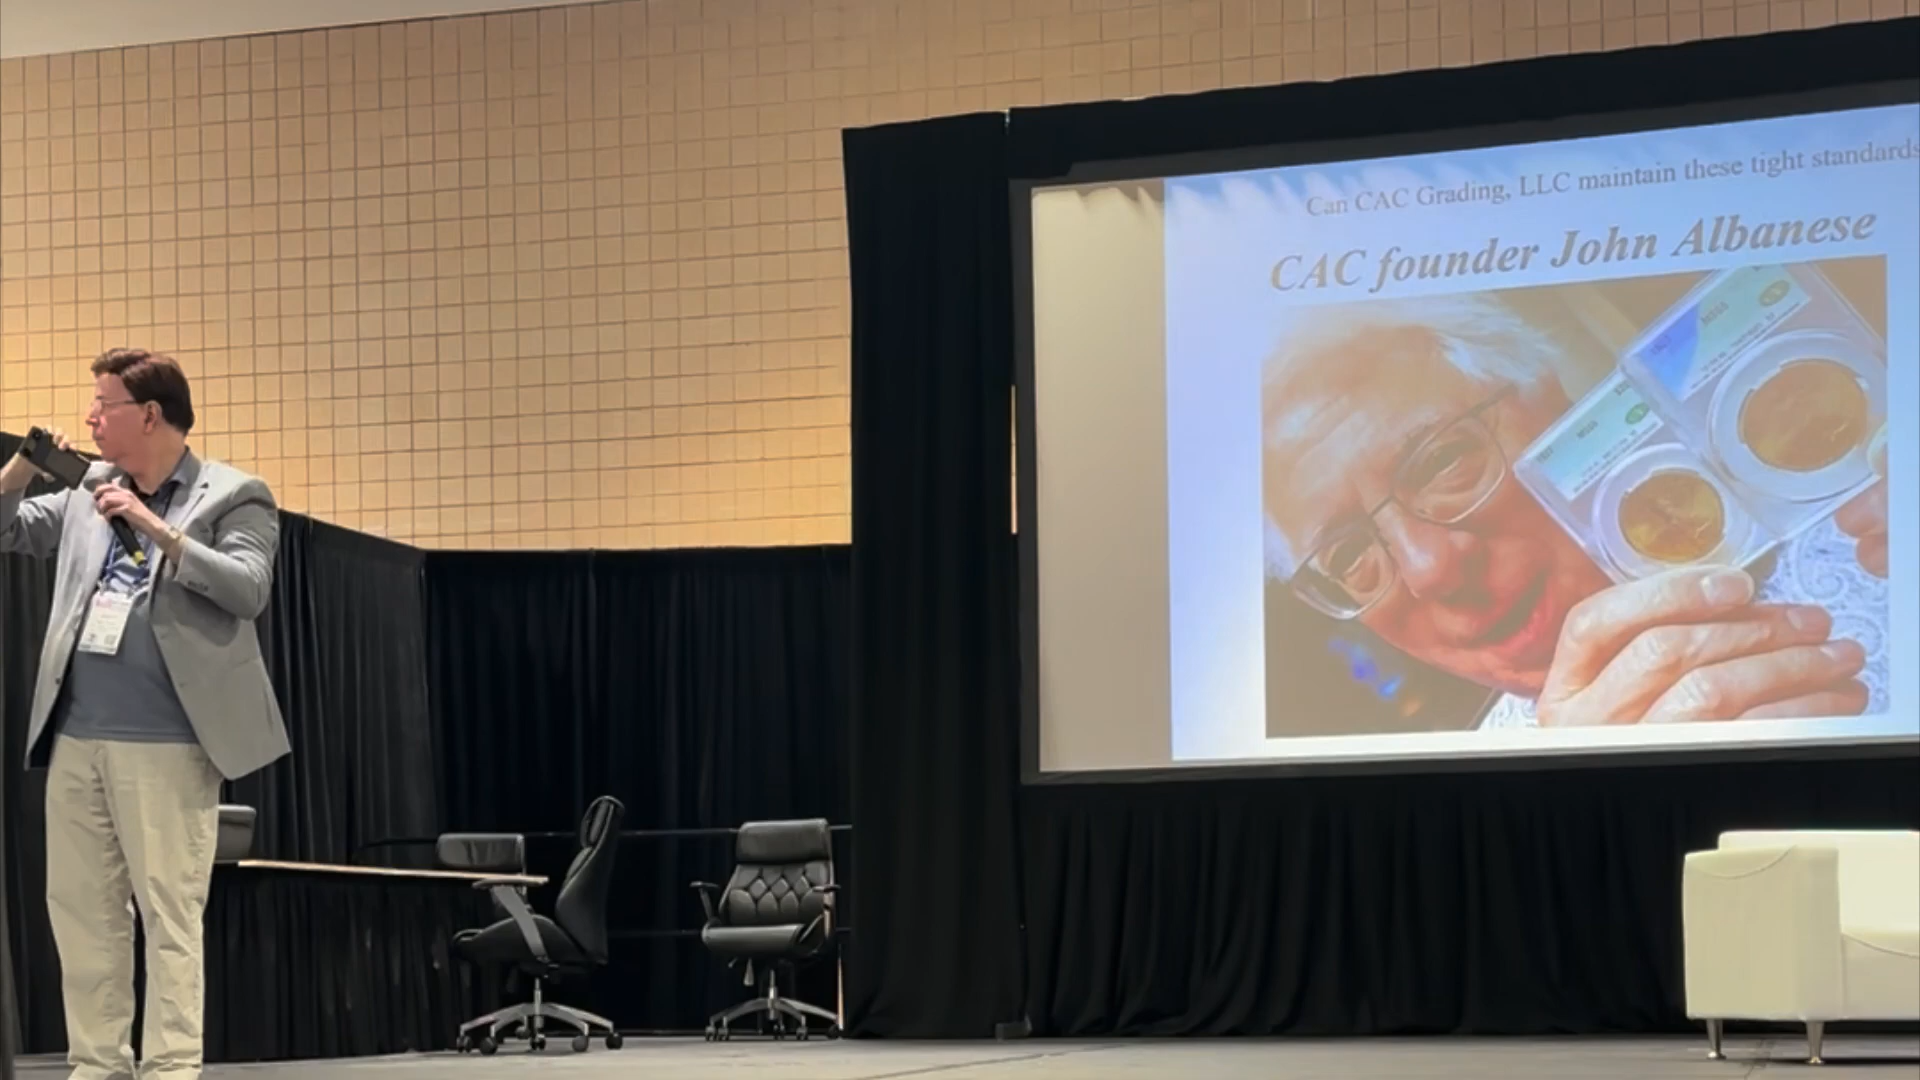 Can CAC Grading, LLC maintain these tight standards
CAC founder John Albanese